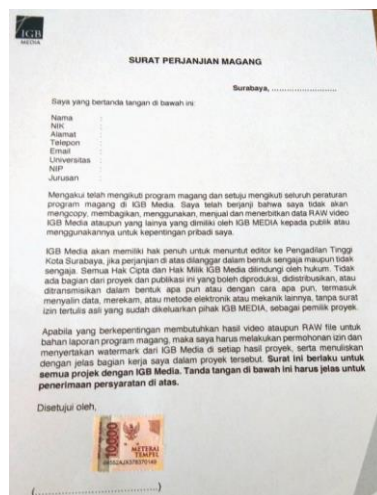 IGB
MEDIA
SURAT PERJANJIAN MAGANG
Surabaya, ..........................
Saya yang bertanda tangan di bawah ini:
Nama :
NIK :
Alamat :
Telepon :
Email :
Universitas :
NIP :
Jurusan :
Mengakui telah mengikuti program magang dan setuju mengikuti seluruh peraturan
program magang di IGB Media. Saya telah berjanji bahwa saya tidak akan
mengcopy, membagikan, menggunakan, menjual dan menerbitkan data RAW video
IGB Media ataupun yang lainya yang dimiliki oleh IGB MEDIA kepada publik atau
menggunakannya untuk kepentingan pribadi saya.
IGB Media akan memiliki hak penuh untuk menuntut editor ke Pengadilan Tinggi
Kota Surabaya, jika perjanjian di atas dilanggar dalam bentuk sengaja maupun tidak
sengaja. Semua Hak Cipta dan Hak Milik IGB Media dilindungi oleh hukum. Tidak
ada bagian dari proyek dan publikasi ini yang boleh diproduksi, didistribusikan, atau
ditransmisikan dalam bentuk apa pun atau dengan cara apa pun, termasuk
menyalin data, merekam, atau metode elektronik atau mekanik lainnya, tanpa surat
izin tertulis asli yang sudah dikeluarkan pihak IGB MEDIA, sebagai pemilik proyek.
Apabila yang berkepentingan membutuhkan hasil video ataupun RAW file untuk
bahan laporan program magang, maka saya harus melakukan permohonan izin dan
menyertakan watermark dari IGB Media di setiap hasil proyek, serta menuliskan
dengan jelas bagian kerja saya dalam proyek tersebut. Surat ini berlaku untuk
semua projek dengan IGB Media. Tanda tangan di bawah ini harus jelas untuk
penerimaan persyaratan di atas.
Disetujui oleh,
10000
METERAI
TEMPEL
(..............................)